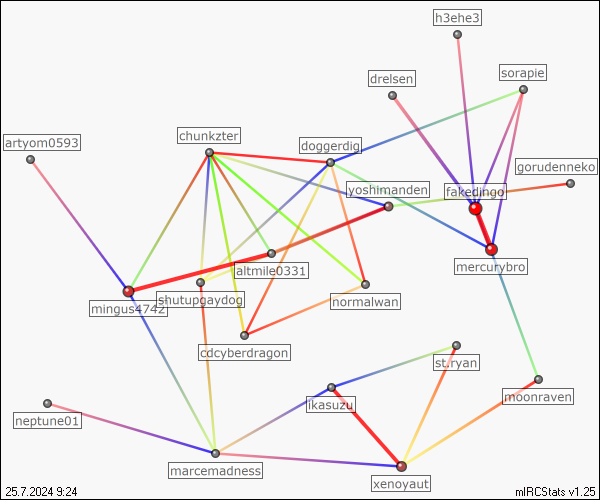 h3ehe3
sorapie
drelsen
artyom0593
chunkzter
doggerdig
gorudenneko
yoshimanden
fakedingo
altmile0331
mercurybro
mingus4742
shutupgaydog
normalwan
cdcyberdragon
st.ryan
moonraven
ikasuzu
neptune01
marcemadness
xenoyaut
25.7.2024 9:24
mIRCStats v1.25